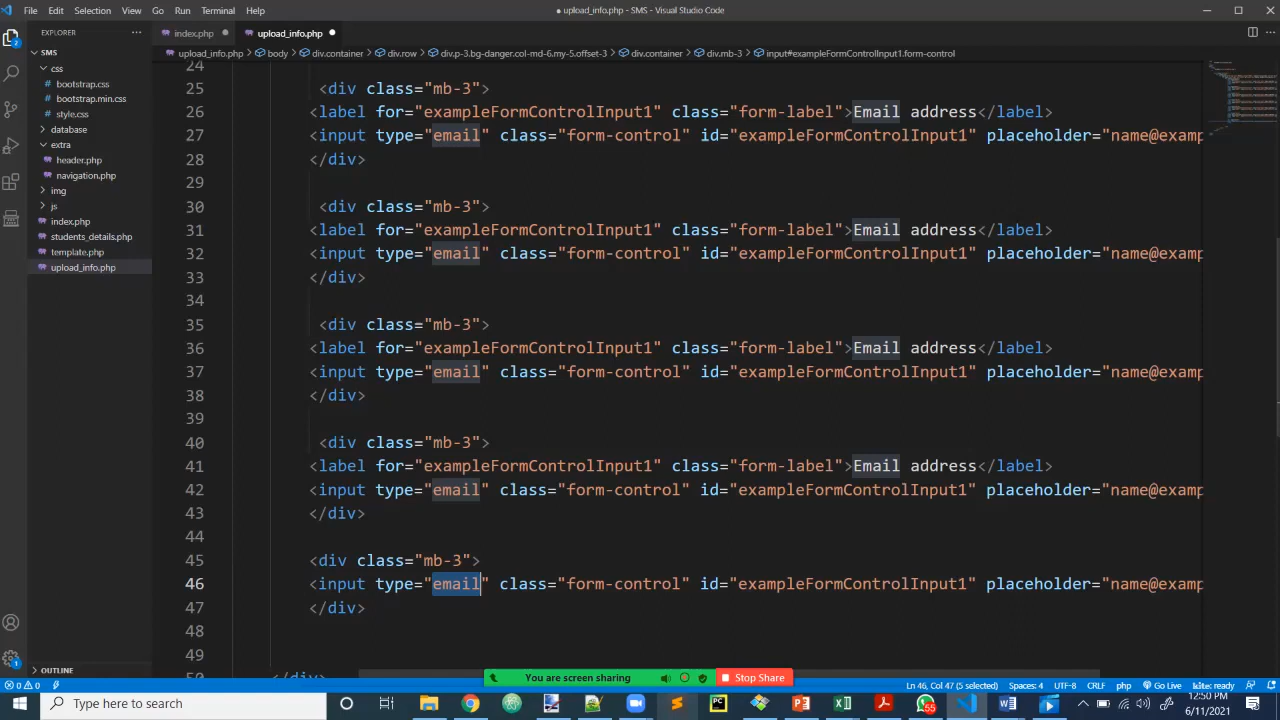 File Edit Selection View Go Run Terminal Help
● upload_info.php - SMS - Visual Studio Code
EXPLORER
index.php
upload_info.php
upload_info.php > body > div.container > div.row > div.p-3.bg-danger.col-md-6.my-5.offset-3 > div.container > div.mb-3 > input#exampleFormControlInput1.form-control
SMS
css
bootstrap.css
bootstrap.min.css
style.css
database
extra
header.php
navigation.php
img
js
index.php
students_details.php
template.php
upload_info.php
OUTLINE
24
25 <div class="mb-3">
26 <label for="exampleFormControlInput1" class="form-label">Email address</label>
27 <input type="email" class="form-control" id="exampleFormControlInput1" placeholder="name@examp
28 </div>
29
30 <div class="mb-3">
31 <label for="exampleFormControlInput1" class="form-label">Email address</label>
32 <input type="email" class="form-control" id="exampleFormControlInput1" placeholder="name@examp
33 </div>
34
35 <div class="mb-3">
36 <label for="exampleFormControlInput1" class="form-label">Email address</label>
37 <input type="email" class="form-control" id="exampleFormControlInput1" placeholder="name@examp
38 </div>
39
40 <div class="mb-3">
41 <label for="exampleFormControlInput1" class="form-label">Email address</label>
42 <input type="email" class="form-control" id="exampleFormControlInput1" placeholder="name@examp
43 </div>
44
45 <div class="mb-3">
46 <input type="email" class="form-control" id="exampleFormControlInput1" placeholder="name@examp
47 </div>
48
49
50 </div>
You are screen sharing Stop Share
0 0 Ln 46, Col 47 (5 selected) Spaces: 4 UTF-8 CRLF php Go Live kite: ready
Type here to search
55
12:50 PM
6/11/2021